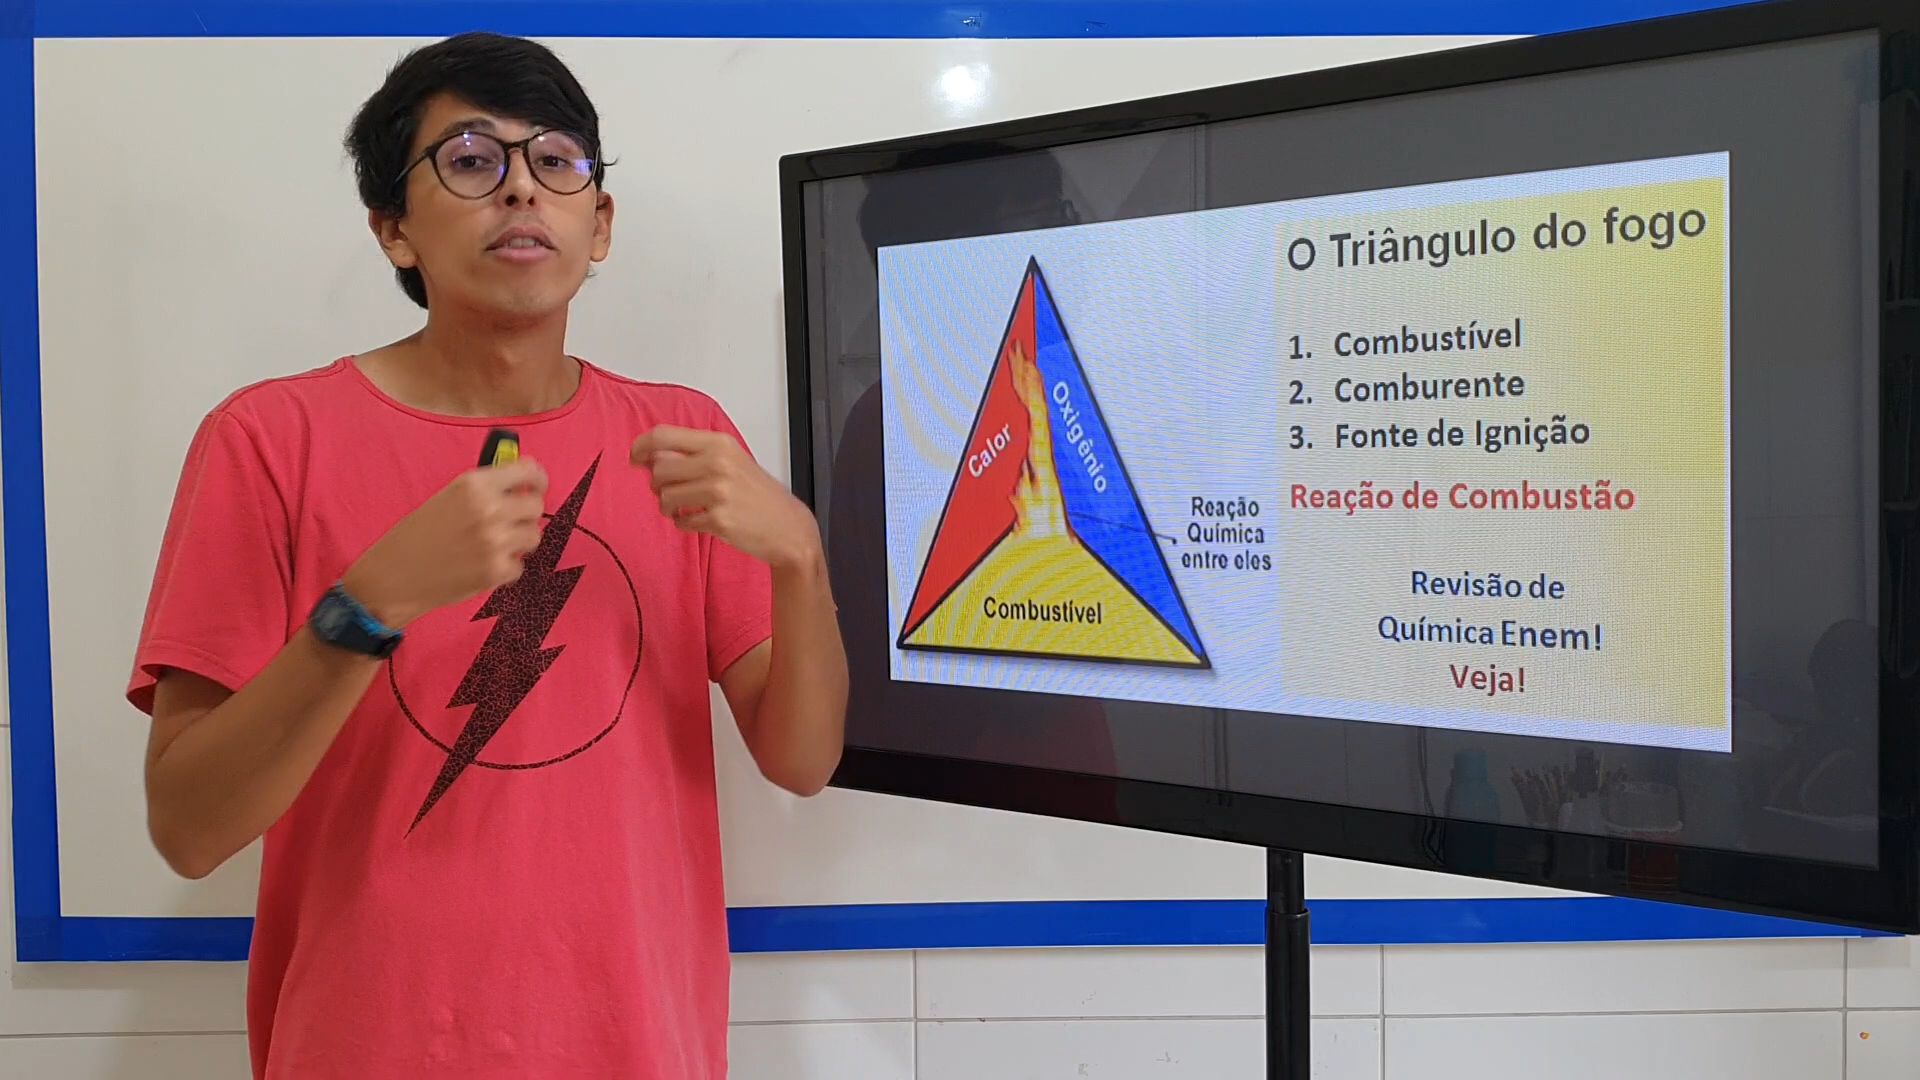 O Triângulo do fogo
1. Combustível
2. Comburente
3. Fonte de Ignição
Reação de Combustão
Revisão de
Química Enem!
Veja!
Calor
Oxigênio
Combustível
Reação
Química
entre eles